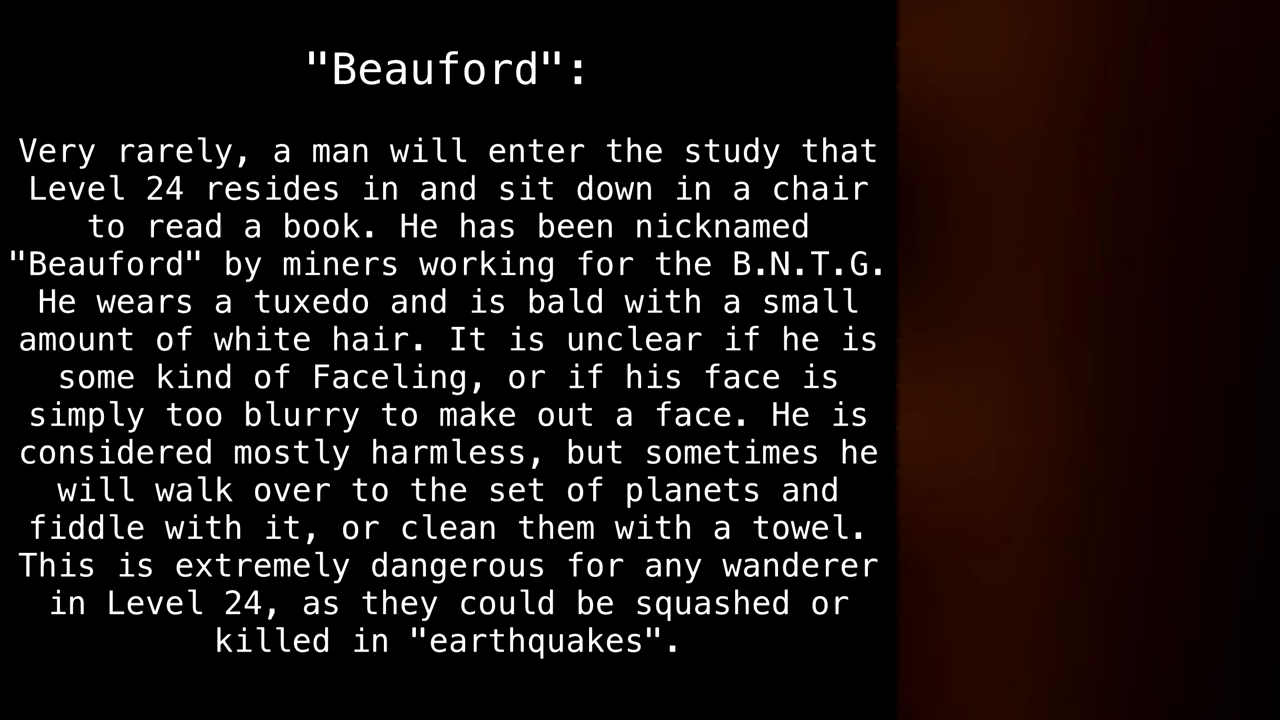 "Beauford":
Very rarely, a man will enter the study that
Level 24 resides in and sit down in a chair
to read a book. He has been nicknamed
"Beauford" by miners working for the B.N.T.G.
He wears a tuxedo and is bald with a small
amount of white hair. It is unclear if he is
some kind of Faceling, or if his face is
simply too blurry to make out a face. He is
considered mostly harmless, but sometimes he
will walk over to the set of planets and
fiddle with it, or clean them with a towel.
This is extremely dangerous for any wanderer
in Level 24, as they could be squashed or
killed in "earthquakes".